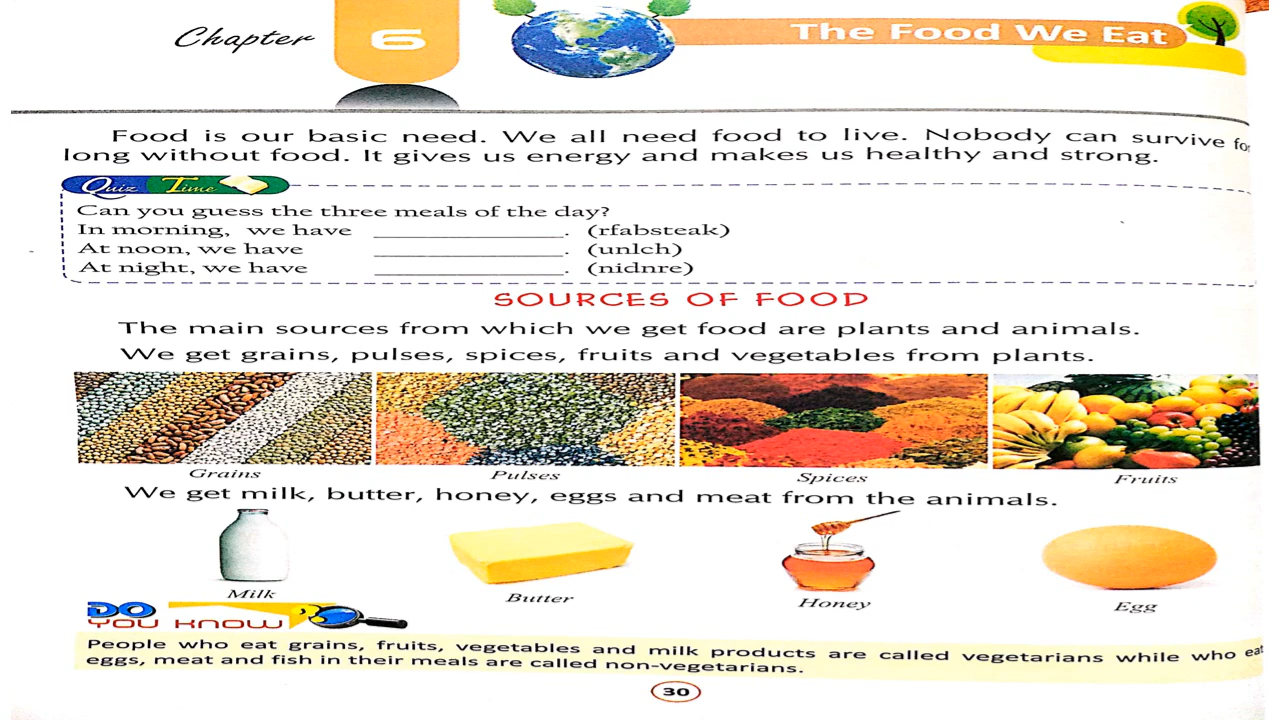 Chapter 6 The Food We Eat
Food is our basic need. We all need food to live. Nobody can survive for
long without food. It gives us energy and makes us healthy and strong.
Quiz Time
Can you guess the three meals of the day?
In morning, we have ____________. (rfabsteak)
At noon, we have ____________. (unlch)
At night, we have ____________. (nidnre)
SOURCES OF FOOD
The main sources from which we get food are plants and animals.
We get grains, pulses, spices, fruits and vegetables from plants.
Grains Pulses Spices Fruits
We get milk, butter, honey, eggs and meat from the animals.
Milk Butter Honey Egg
DO
YOU KNOW
People who eat grains, fruits, vegetables and milk products are called vegetarians while who eat
eggs, meat and fish in their meals are called non-vegetarians.
30